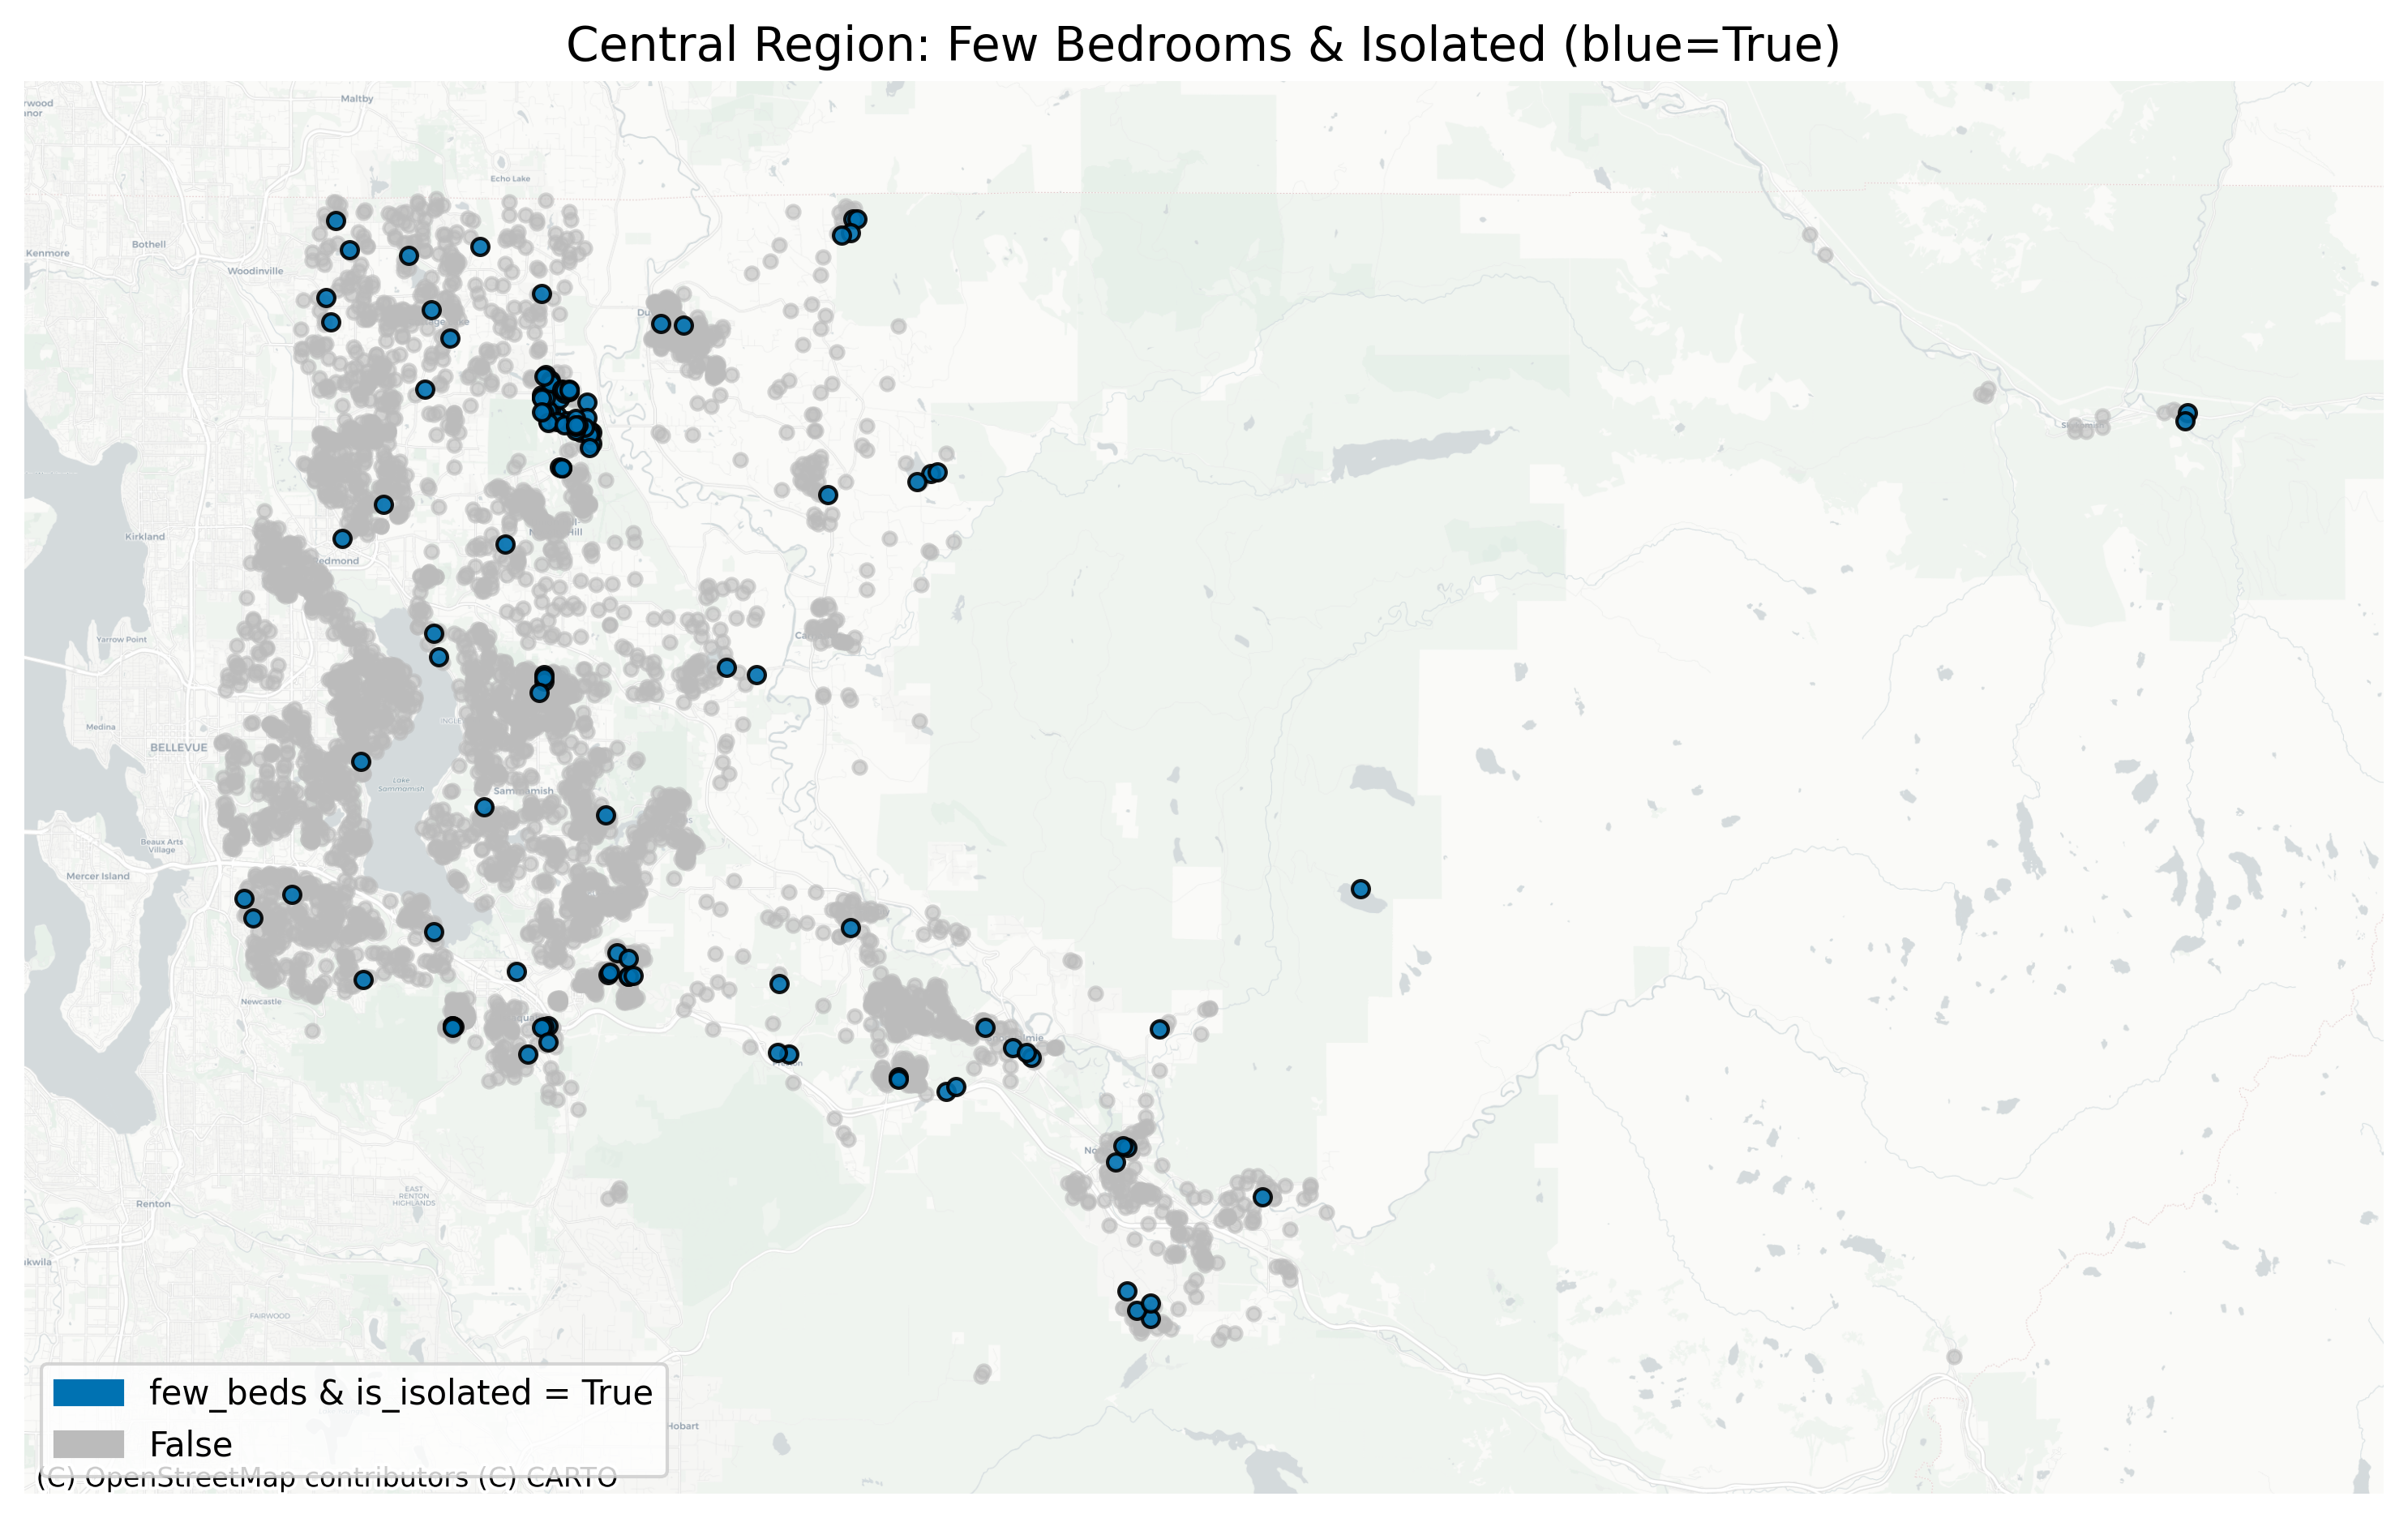 Central Region: Few Bedrooms & Isolated (blue=True)
Maltby
Echo Lake
Bothell
Kenmore
Woodinville
Kirkland
Yarrow Point
Medina
BELLEVUE
Lake
Sammamish
Beaux Arts
Village
Mercer Island
Newcastle
Renton
EAST
RENTON
HIGHLANDS
FAIRWOOD
Hobart
few_beds & is_isolated = True
False
(C) OpenStreetMap contributors (C) CARTO